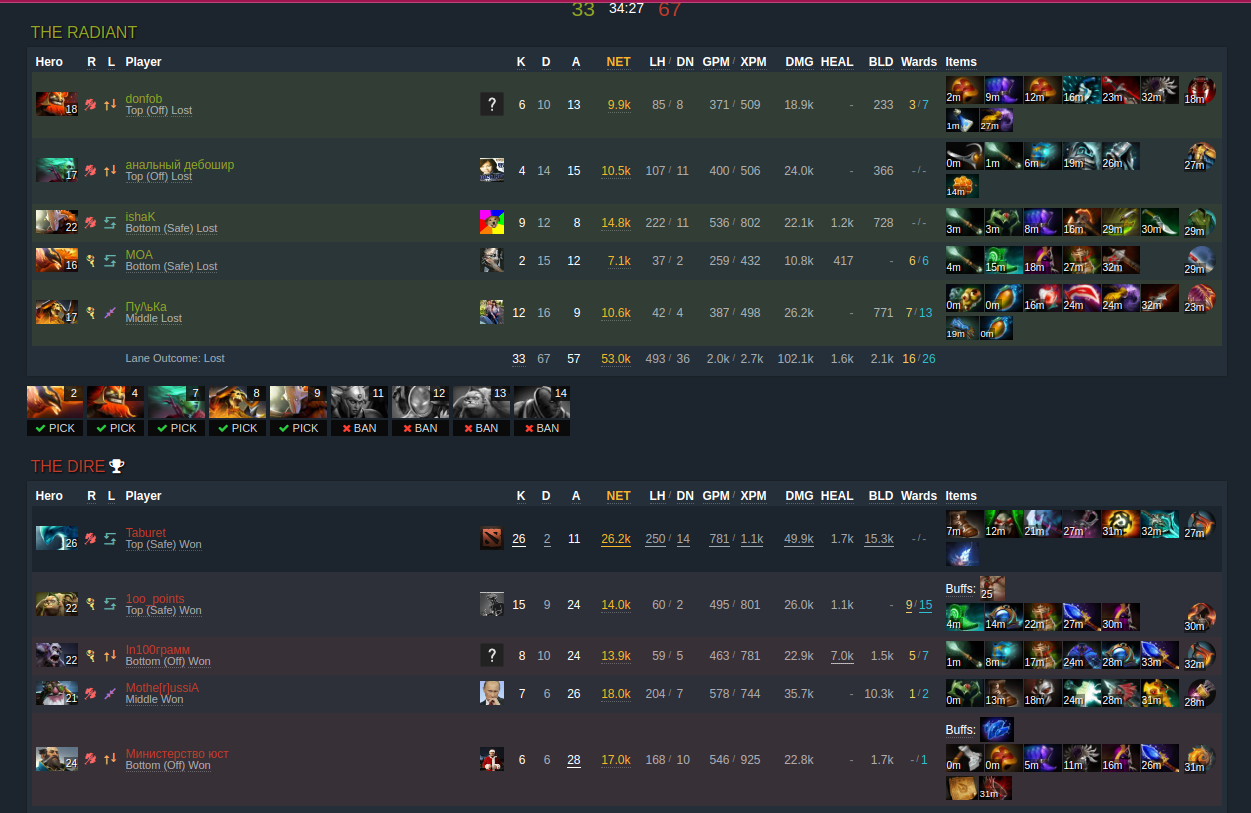 33 34:27 67
THE RADIANT
Hero R L Player K D A NET LH / DN GPM / XPM DMG HEAL BLD Wards Items
18 donfob ? 6 10 13 9.9k 85 / 8 371 / 509 18.9k - 233 3/7 2m 9m 12m 16m 23m 32m 18m
Top (Off) Lost
1m 27m
17 анальный дебошир 4 14 15 10.5k 107 / 11 400 / 506 24.0k - 366 -/- 0m 1m 6m 19m 26m 27m
Top (Off) Lost
14m
22 ishaK 9 12 8 14.8k 222 / 11 536 / 802 22.1k 1.2k 728 -/- 3m 3m 8m 16m 29m 30m 29m
Bottom (Safe) Lost
16 MOA 2 15 12 7.1k 37 / 2 259 / 432 10.8k 417 - 6/6 4m 15m 18m 27m 32m 29m
Bottom (Safe) Lost
17 Пу/\ьКа 12 16 9 10.6k 42 / 4 387 / 498 26.2k - 771 7/13 0m 0m 16m 24m 24m 32m 23m
Middle Lost
19m 0m
Lane Outcome: Lost 33 67 57 53.0k 493 / 36 2.0k / 2.7k 102.1k 1.6k 2.1k 16/26
2 4 7 8 9 11 12 13 14
PICK PICK PICK PICK PICK BAN BAN BAN BAN
THE DIRE
Hero R L Player K D A NET LH / DN GPM / XPM DMG HEAL BLD Wards Items
26 Taburet 26 2 11 26.2k 250 / 14 781 / 1.1k 49.9k 1.7k 15.3k -/- 7m 12m 21m 27m 31m 32m 27m
Top (Safe) Won
Buffs: 25
22 1oo_points 15 9 24 14.0k 60 / 2 495 / 801 26.0k 1.1k - 9/15
Top (Safe) Won
4m 14m 22m 27m 30m 30m
22 In100грамм ? 8 10 24 13.9k 59 / 5 463 / 781 22.9k 7.0k 1.5k 5/7 1m 8m 17m 24m 28m 33m 32m
Bottom (Off) Won
21 Mothe[r]ussiA 7 6 26 18.0k 204 / 7 578 / 744 35.7k - 10.3k 1/2 0m 13m 18m 24m 28m 31m 28m
Middle Won
Buffs:
24 Министерство юст 6 6 28 17.0k 168 / 10 546 / 925 22.8k - 1.7k -/1 0m 0m 5m 11m 16m 26m 31m
Bottom (Off) Won
31m